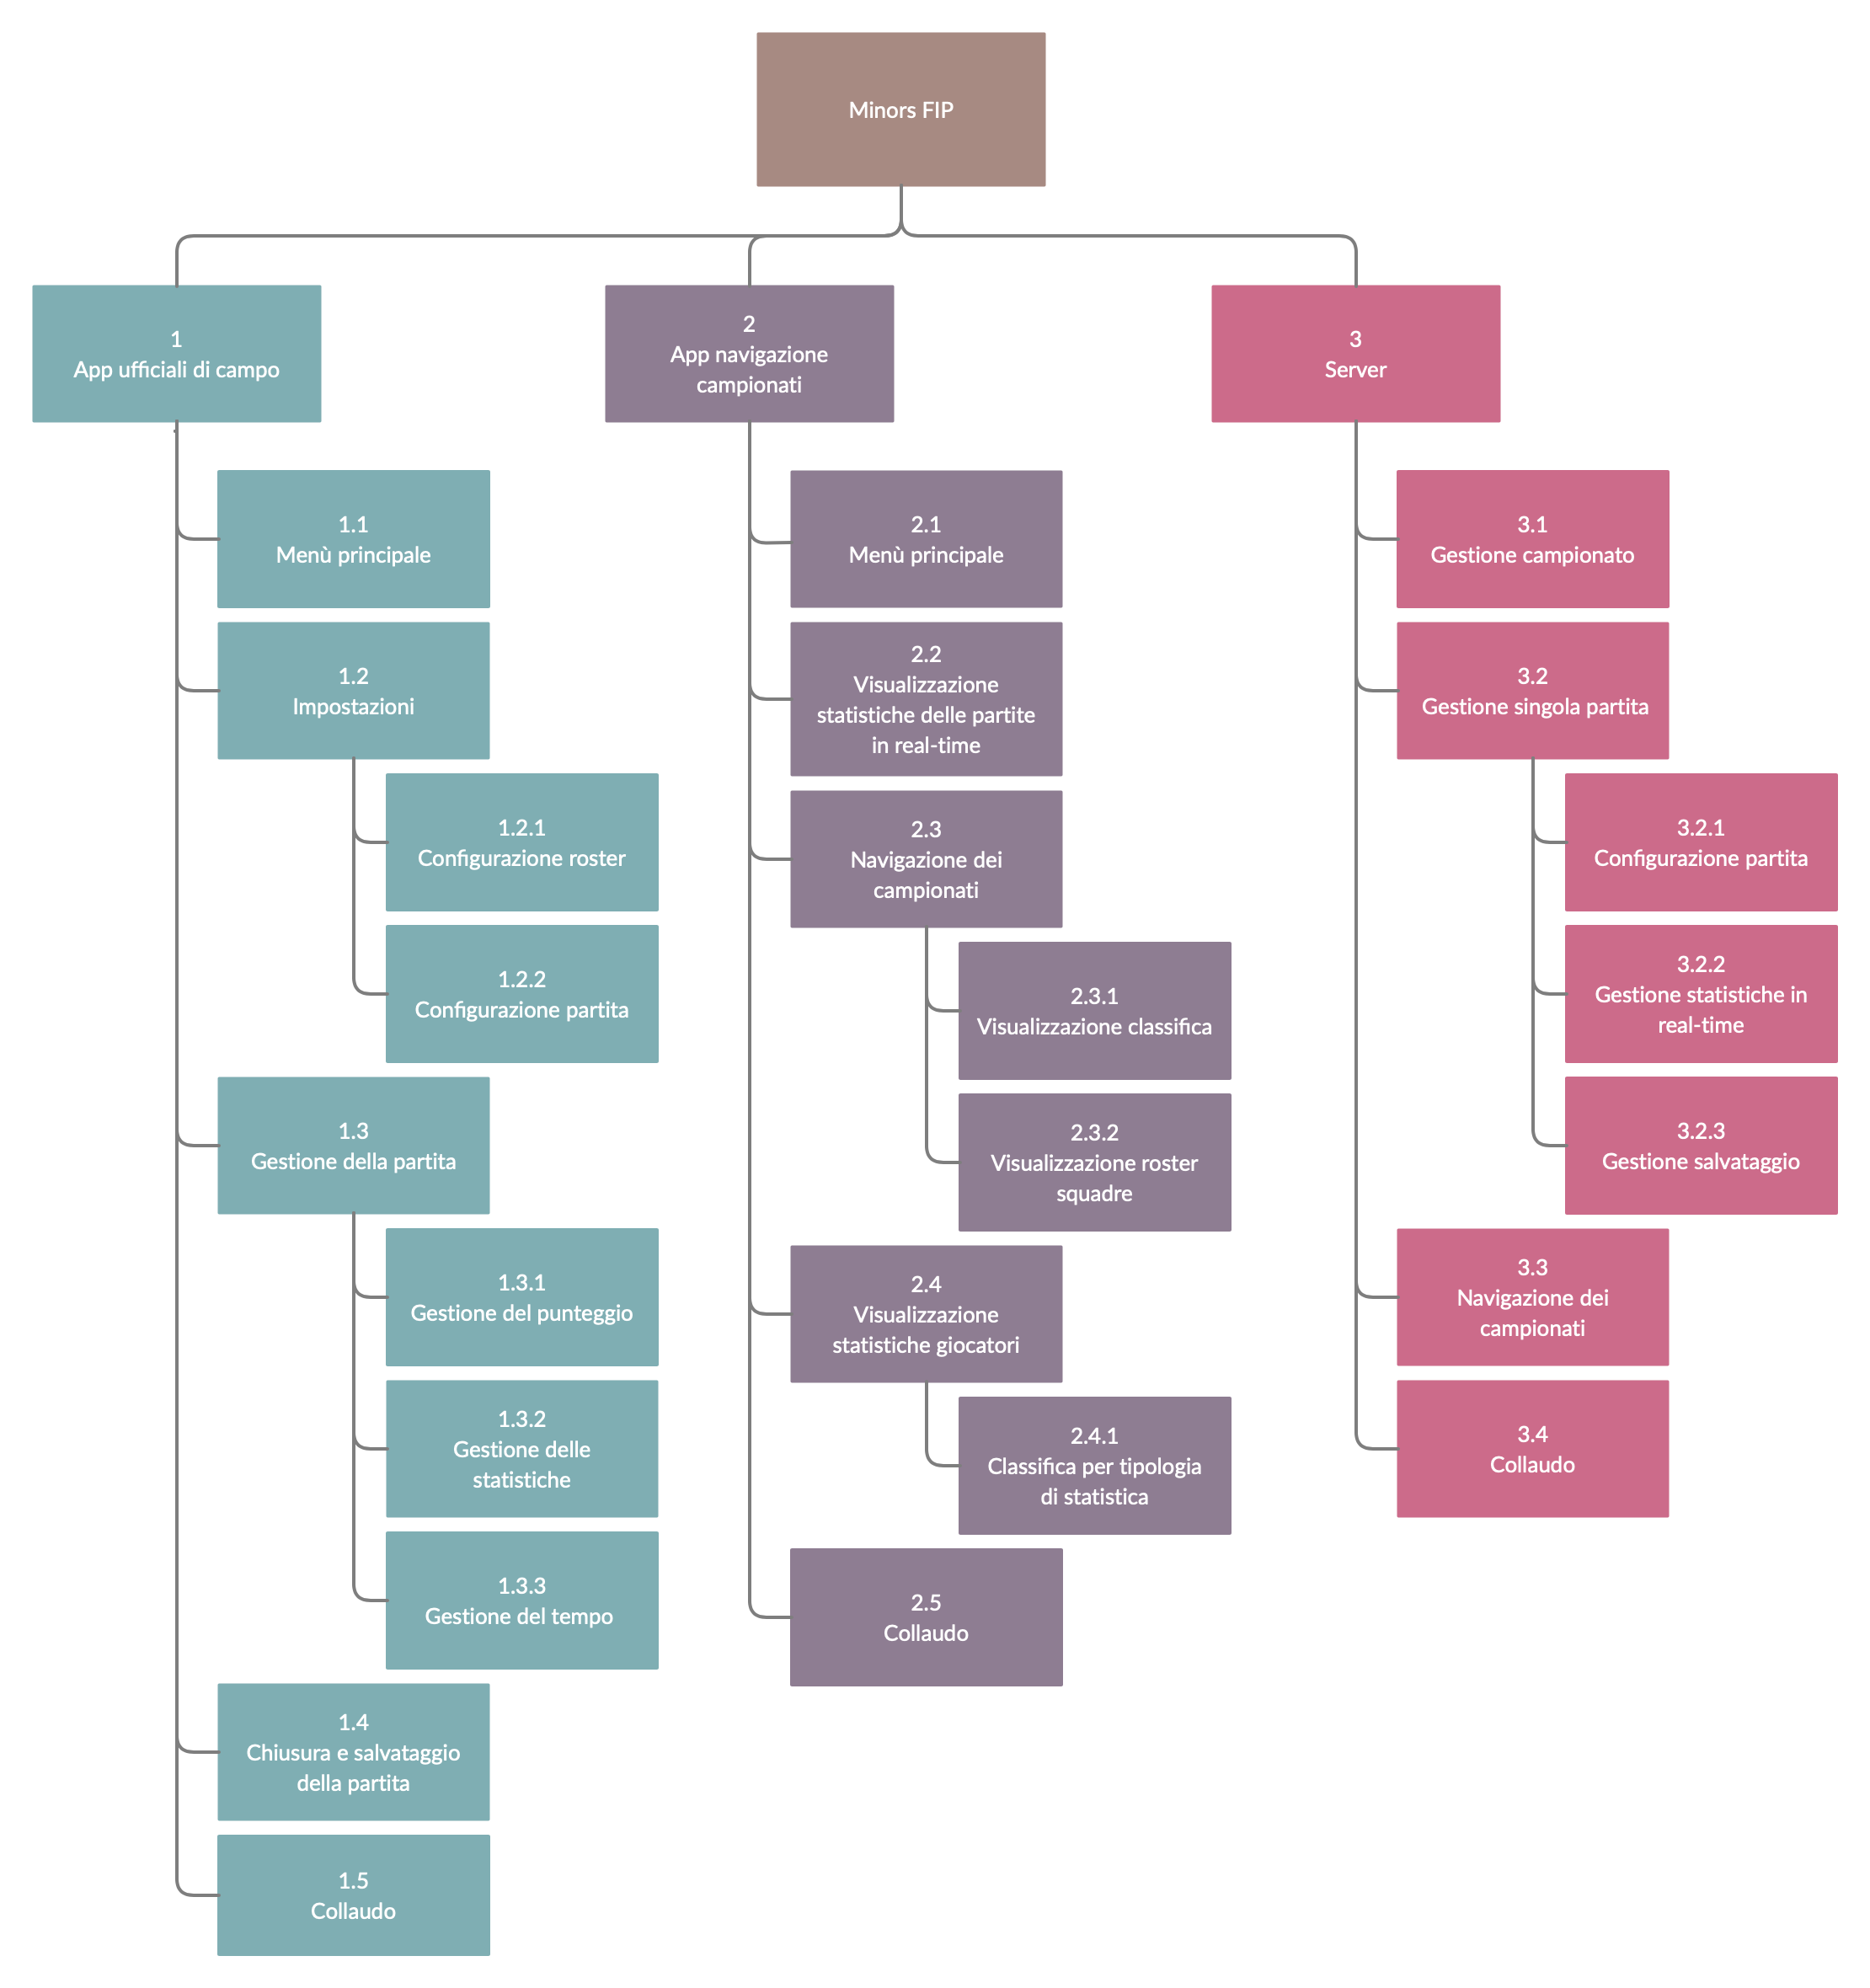 Minors FIP
1
App ufficiali di campo
2
App navigazione
campionati
3
Server
1.1
Menù principale
1.2
Impostazioni
1.2.1
Configurazione roster
1.2.2
Configurazione partita
1.3
Gestione della partita
1.3.1
Gestione del punteggio
1.3.2
Gestione delle
statistiche
1.3.3
Gestione del tempo
1.4
Chiusura e salvataggio
della partita
1.5
Collaudo
2.1
Menù principale
2.2
Visualizzazione
statistiche delle partite
in real-time
2.3
Navigazione dei
campionati
2.3.1
Visualizzazione classifica
2.3.2
Visualizzazione roster
squadre
2.4
Visualizzazione
statistiche giocatori
2.4.1
Classifica per tipologia
di statistica
2.5
Collaudo
3.1
Gestione campionato
3.2
Gestione singola partita
3.2.1
Configurazione partita
3.2.2
Gestione statistiche in
real-time
3.2.3
Gestione salvataggio
3.3
Navigazione dei
campionati
3.4
Collaudo